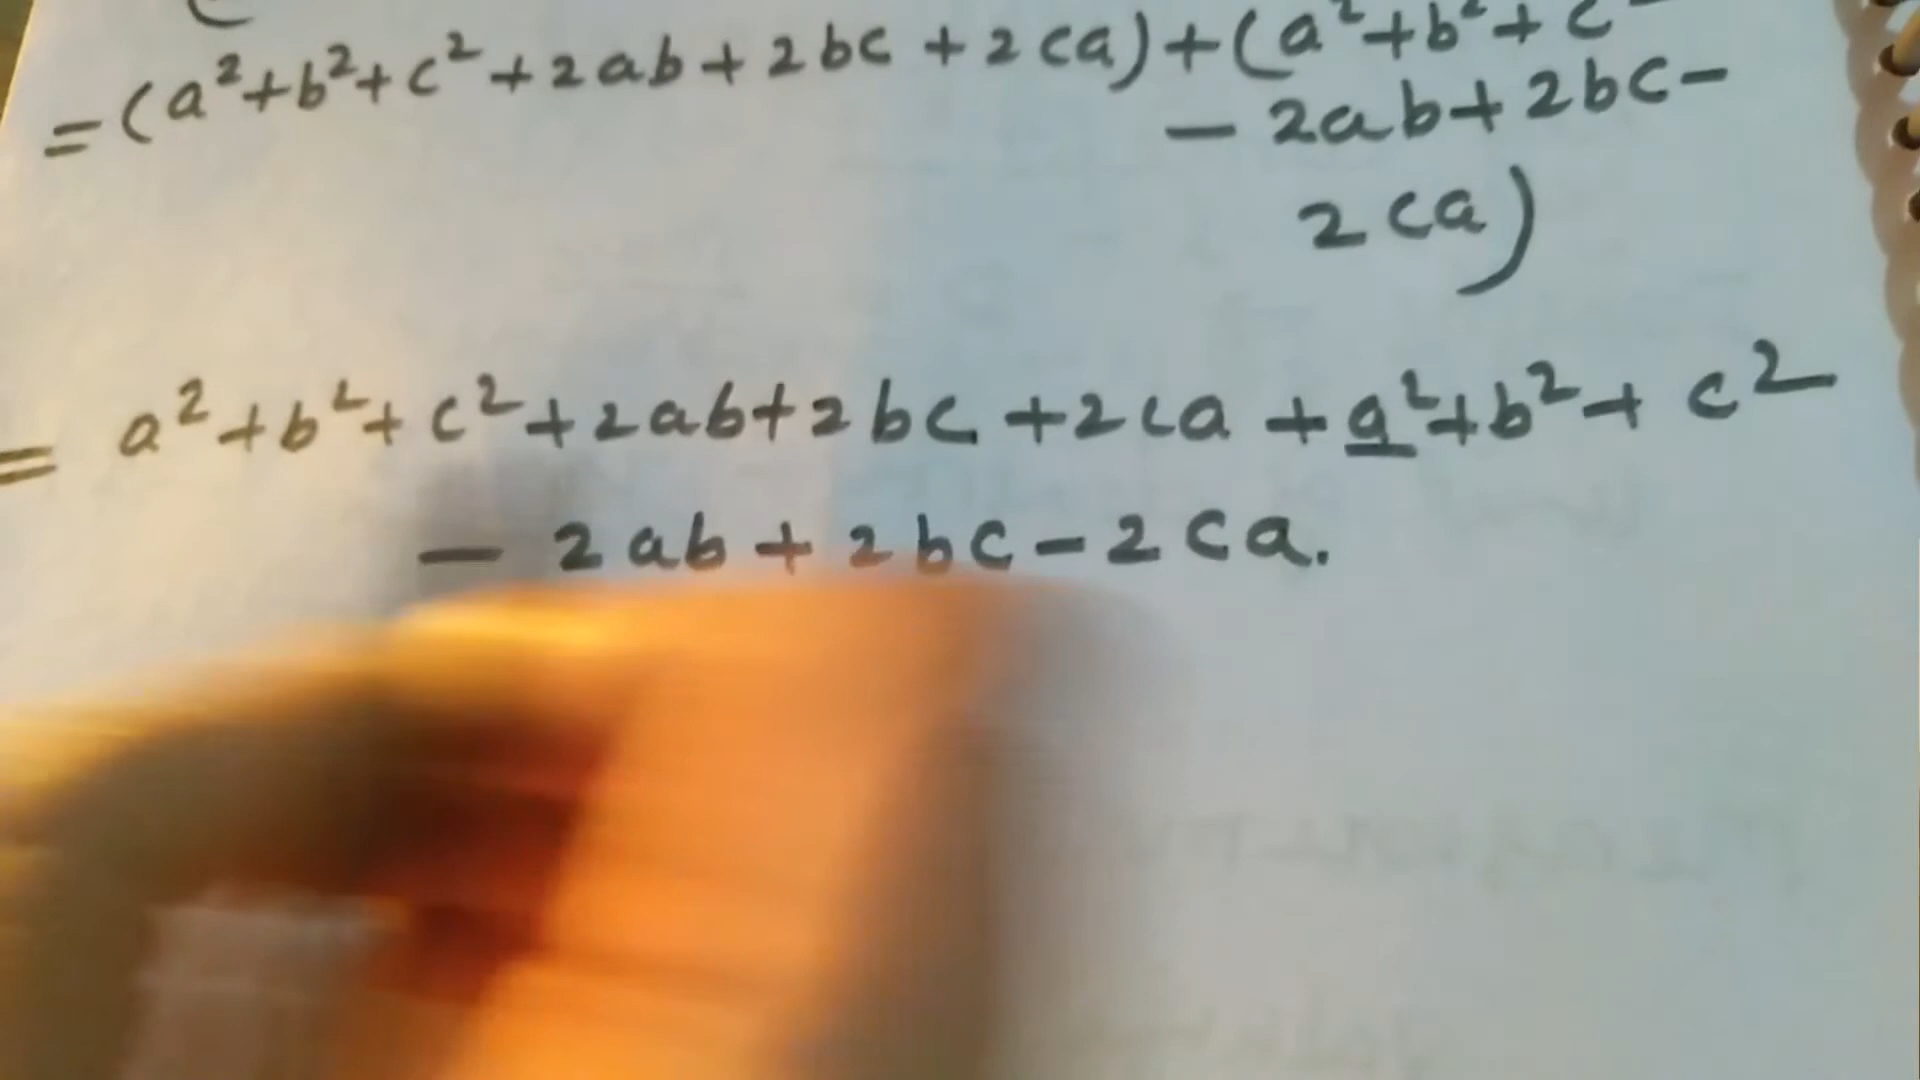 =(a²+b²+c²+2ab+2bc+2ca)+(a²+b²+c²
-2ab+2bc-
2ca)
= a²+b²+c²+2ab+2bc+2ca+a²+b²+c²
-2ab+2bc-2ca.